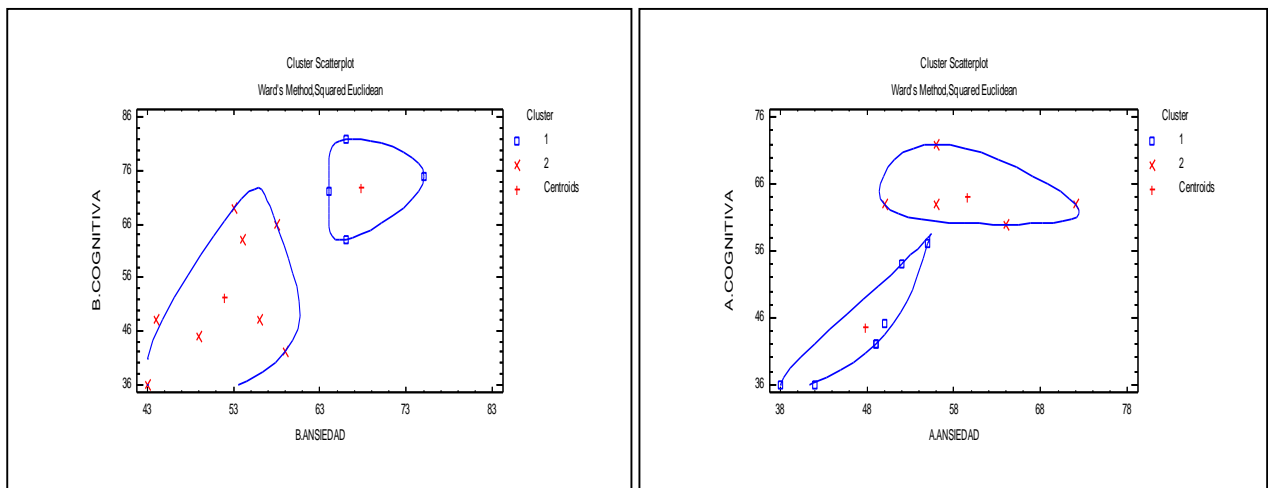 Cluster Scatterplot
Ward's Method,Squared Euclidean
Cluster
1
2
Centroids
B.COGNITIVA
86
76
66
56
46
36
43 53 63 73 83
B.ANSIEDAD
Cluster Scatterplot
Ward's Method,Squared Euclidean
Cluster
1
2
Centroids
A.COGNITIVA
76
66
56
46
36
38 48 58 68 78
A.ANSIEDAD